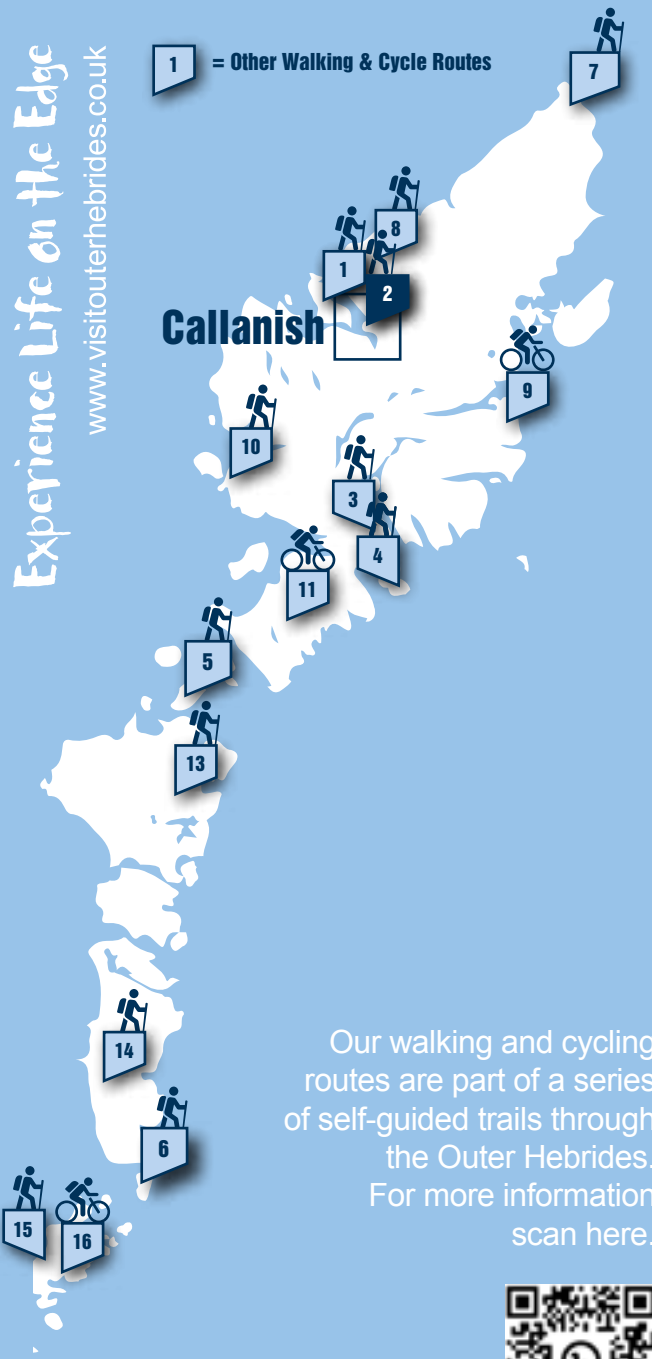 Experience Life on the Edge
www.visitouterhebrides.co.uk
1 = Other Walking & Cycle Routes
7
8
1
2
Callanish
9
10
3
4
11
5
13
14
6
15
16
Our walking and cycling
routes are part of a series
of self-guided trails through
the Outer Hebrides.
For more information
scan here.